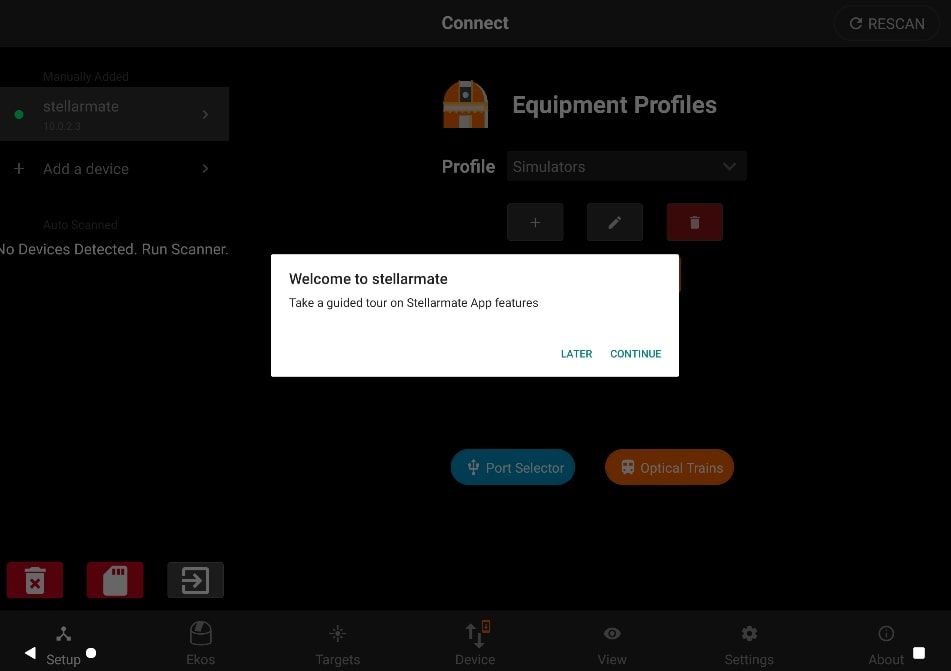 Connect
RESCAN
Manually Added
stellarmate
10.0.2.3
Add a device
Auto Scanned
No Devices Detected. Run Scanner.
Equipment Profiles
Profile
Simulators
Welcome to stellarmate
Take a guided tour on Stellarmate App features
LATER
CONTINUE
Port Selector
Optical Trains
Setup
Ekos
Targets
Device
View
Settings
About